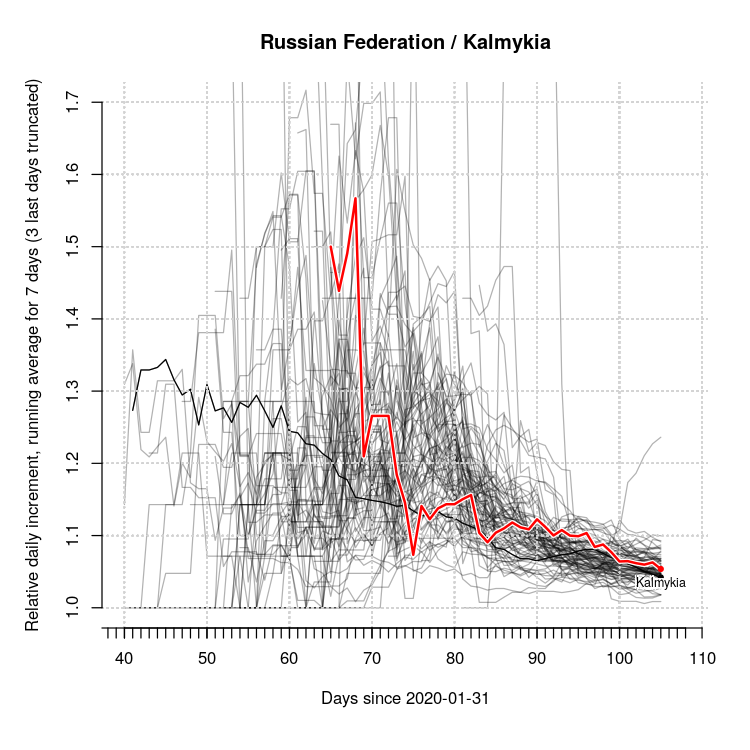 Russian Federation / Kalmykia
Relative daily increment, running average for 7 days (3 last days truncated)
1.7
1.6
1.5
1.4
1.3
1.2
1.1
1.0
Kalmykia
40 50 60 70 80 90 100 110
Days since 2020-01-31